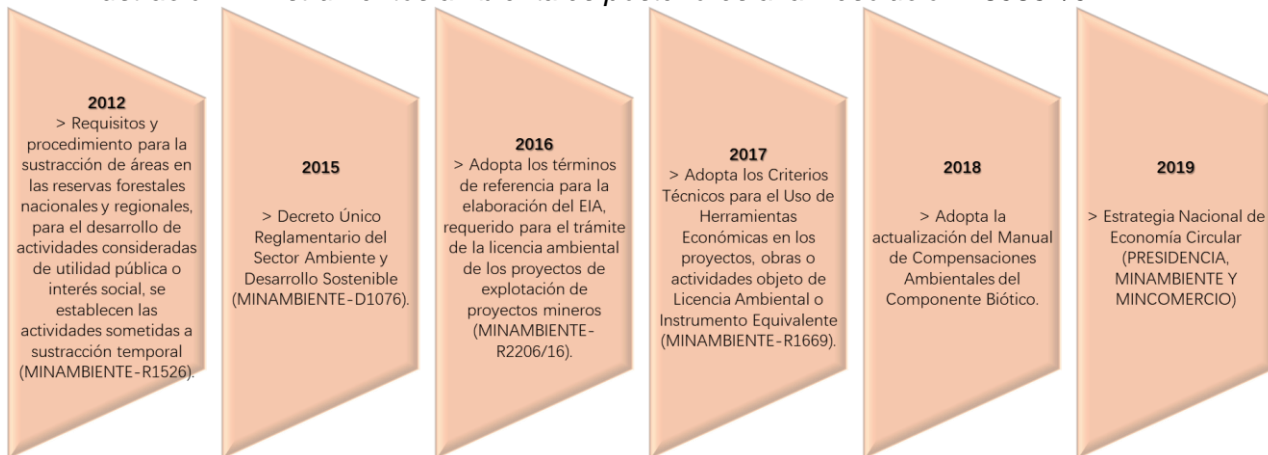 2012
> Requisitos y
procedimiento para la
sustracción de áreas en
las reservas forestales
nacionales y regionales,
para el desarrollo de
actividades consideradas
de utilidad pública o
interés social, se
establecen las
actividades sometidas a
sustracción temporal
(MINAMBIENTE-R1526).
2015
> Decreto Único
Reglamentario del
Sector Ambiente y
Desarrollo Sostenible
(MINAMBIENTE-D1076).
2016
> Adopta los términos
de referencia para la
elaboración del EIA,
requerido para el trámite
de la licencia ambiental
de los proyectos de
explotación de
proyectos mineros
(MINAMBIENTE-
R2206/16).
2017
> Adopta los Criterios
Técnicos para el Uso de
Herramientas
Económicas en los
proyectos, obras o
actividades objeto de
Licencia Ambiental o
Instrumento Equivalente
(MINAMBIENTE-R1669).
2018
> Adopta la
actualización del Manual
de Compensaciones
Ambientales del
Componente Biótico.
2019
> Estrategia Nacional de
Economía Circular
(PRESIDENCIA,
MINAMBIENTE Y
MINCOMERCIO)